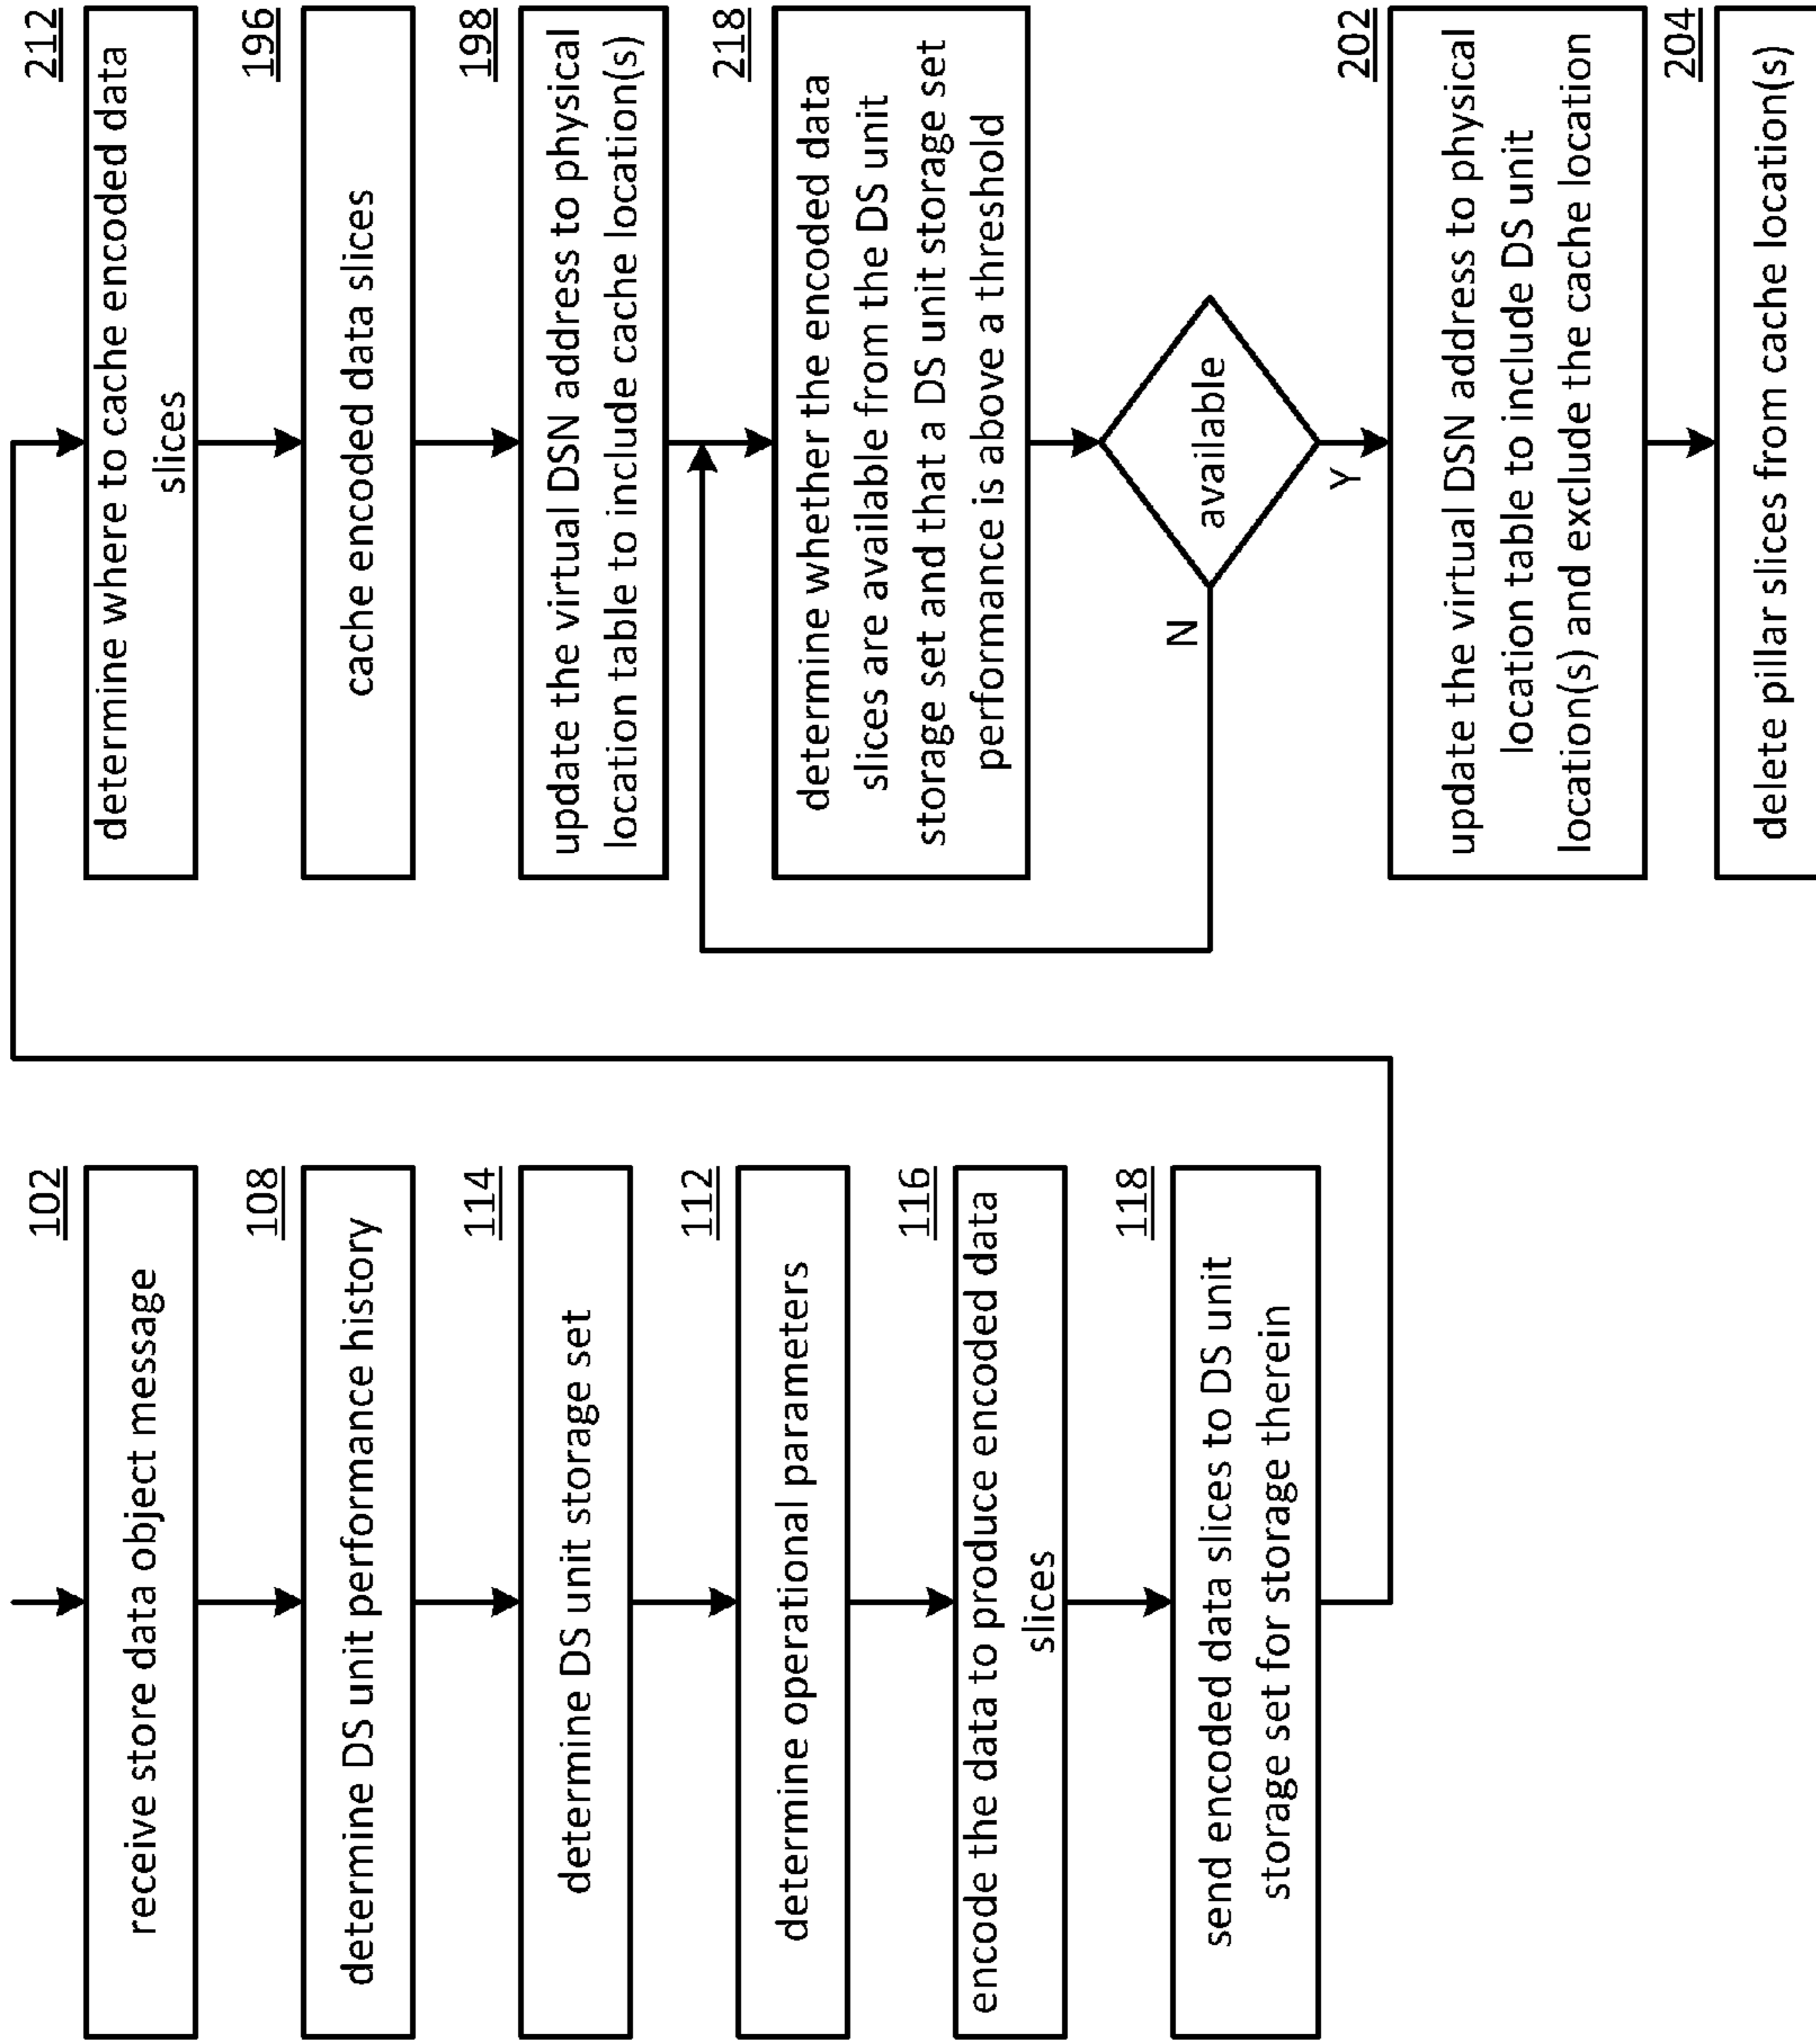 102
receive store data object message
108
determine DS unit performance history
114
determine DS unit storage set
112
determine operational parameters
116
encode the data to produce encoded data
slices
118
send encoded data slices to DS unit
storage set for storage therein
212
determine where to cache encoded data
slices
196
cache encoded data slices
198
update the virtual DSN address to physical
location table to include cache location(s)
218
determine whether the encoded data
slices are available from the DS unit
storage set and that a DS unit storage set
performance is above a threshold
available
N
Y
202
update the virtual DSN address to physical
location table to include DS unit
location(s) and exclude the cache location
204
delete pillar slices from cache location(s)